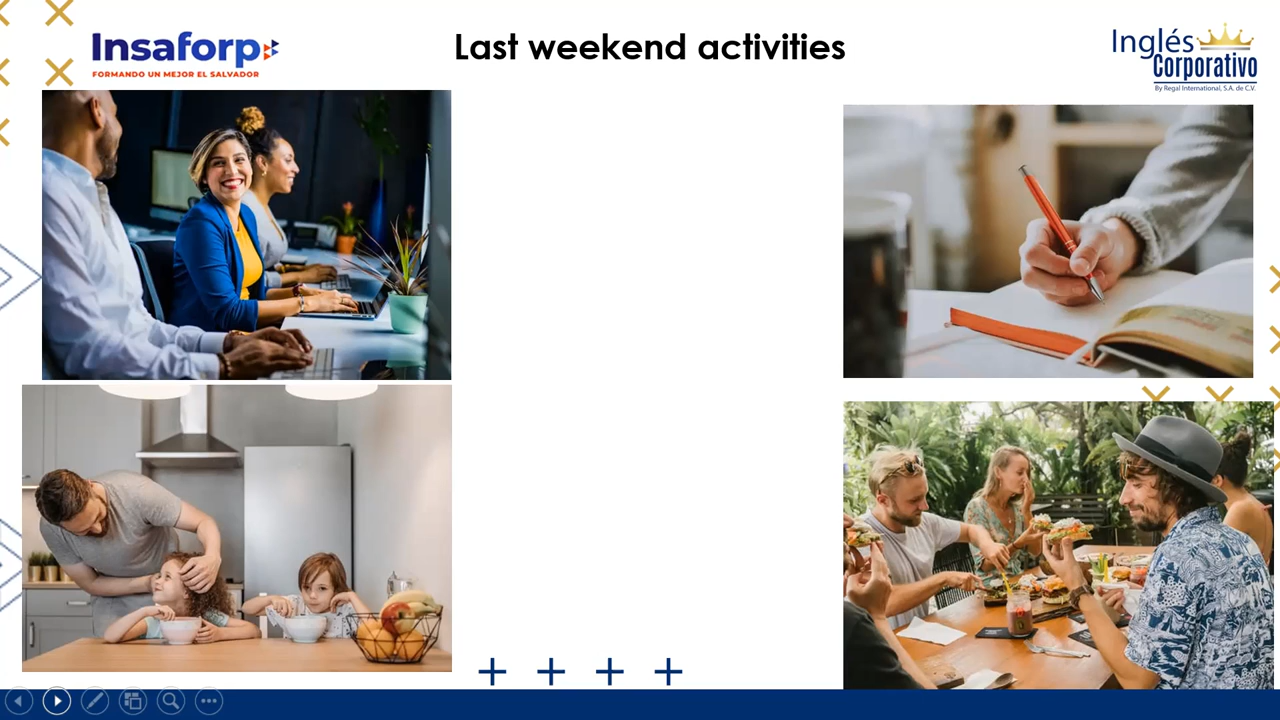 Insaforp
FORMANDO UN MEJOR EL SALVADOR
Last weekend activities
Inglés
Corporativo
By Regal International, S.A. de C.V.